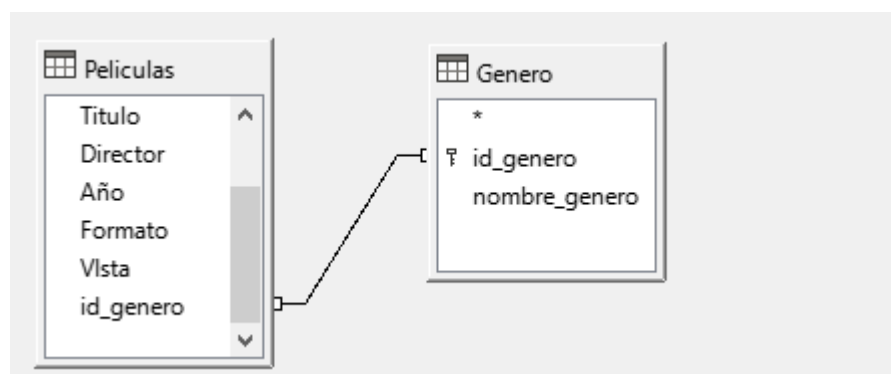 Peliculas
Titulo
Director
Año
Formato
VIsta
id_genero
Genero
*
id_genero
nombre_genero